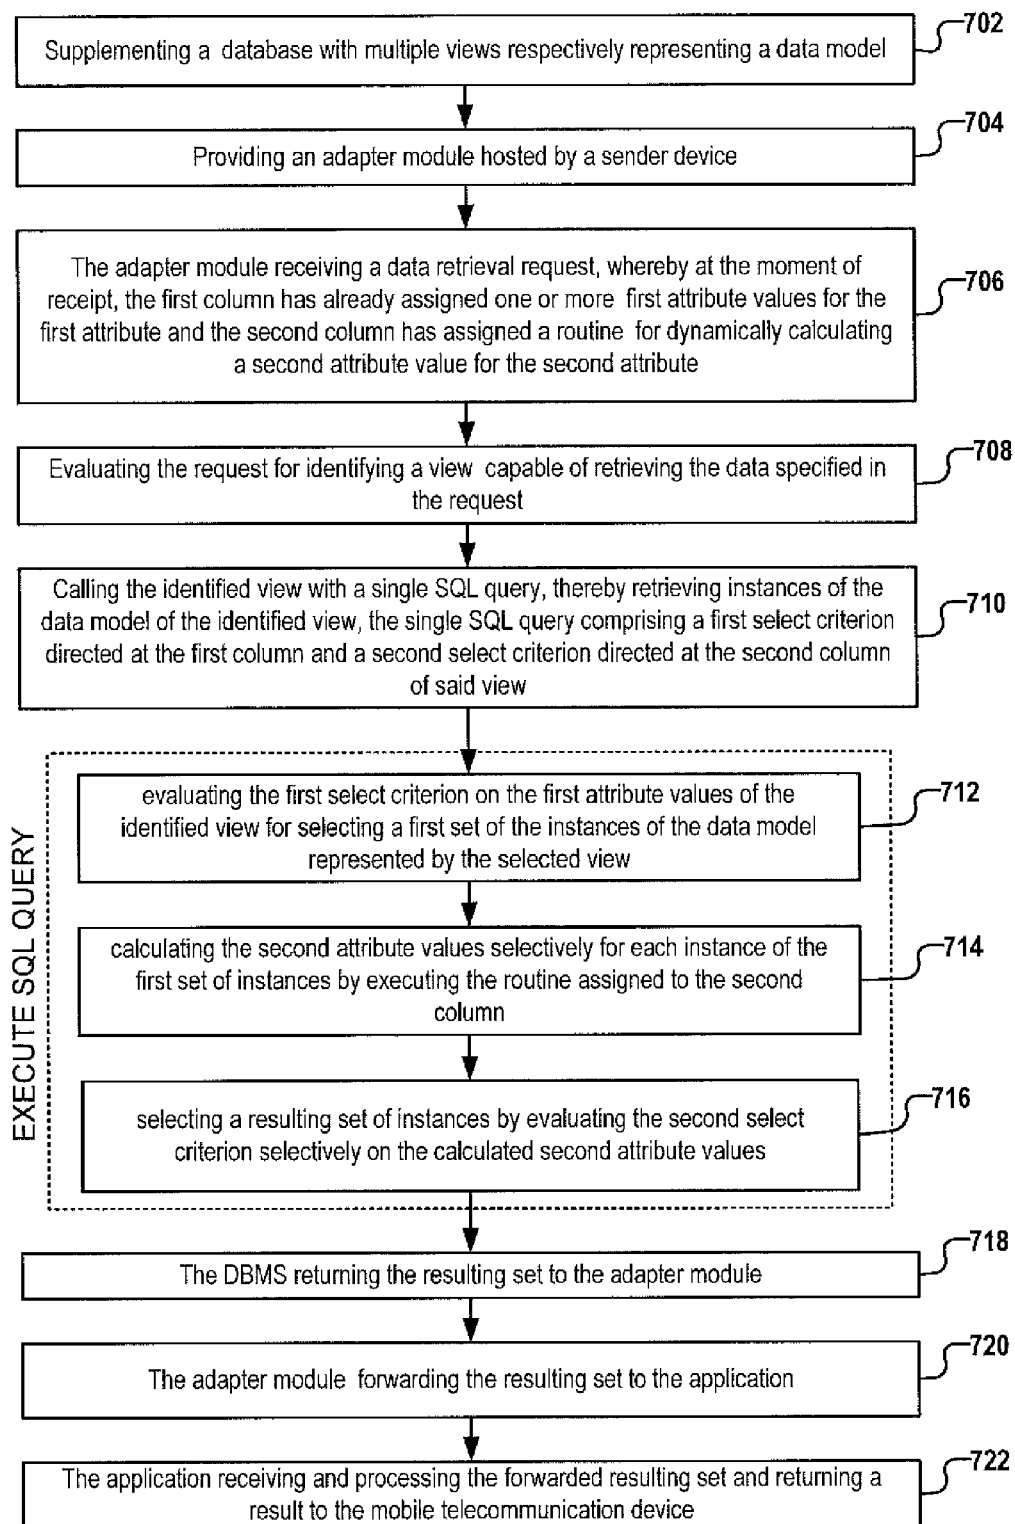 702
Supplementing a database with multiple views respectively representing a data model
704
Providing an adapter module hosted by a sender device
706
The adapter module receiving a data retrieval request, whereby at the moment of
receipt, the first column has already assigned one or more first attribute values for the
first attribute and the second column has assigned a routine for dynamically calculating
a second attribute value for the second attribute
708
Evaluating the request for identifying a view capable of retrieving the data specified in
the request
710
Calling the identified view with a single SQL query, thereby retrieving instances of the
data model of the identified view, the single SQL query comprising a first select criterion
directed at the first column and a second select criterion directed at the second column
of said view
EXECUTE SQL QUERY
712
evaluating the first select criterion on the first attribute values of the
identified view for selecting a first set of the instances of the data model
represented by the selected view
714
calculating the second attribute values selectively for each instance of the
first set of instances by executing the routine assigned to the second
column
716
selecting a resulting set of instances by evaluating the second select
criterion selectively on the calculated second attribute values
718
The DBMS returning the resulting set to the adapter module
720
The adapter module forwarding the resulting set to the application
722
The application receiving and processing the forwarded resulting set and returning a
result to the mobile telecommunication device